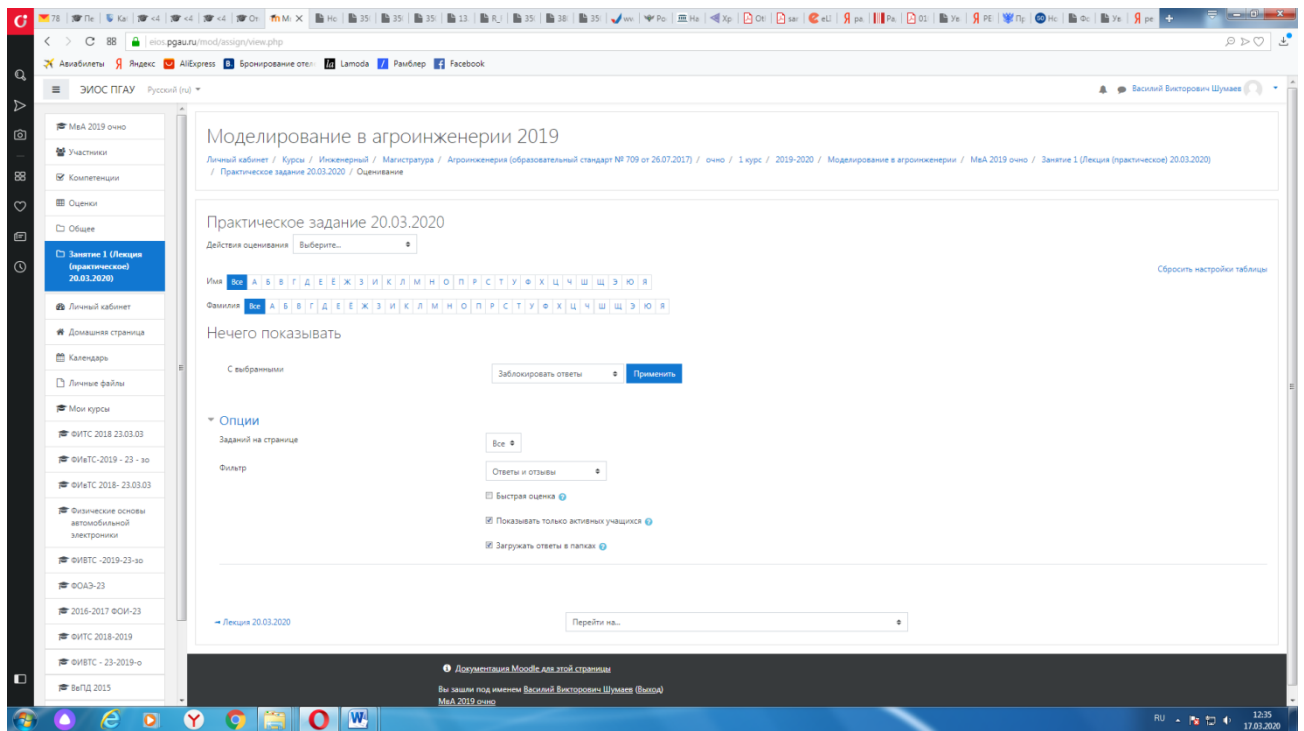 eios.pgau.ru/mod/assign/view.php
Авиабилеты Яндекс AliExpress Бронирование отел Lamoda Рамблер Facebook
ЭИОС ПГАУ Русский (ru)
Василий Викторович Шумаев
МвА 2019 очно
Участники
Компетенции
Оценки
Общее
Занятие 1 (Лекция
(практическое)
20.03.2020)
Личный кабинет
Домашняя страница
Календарь
Личные файлы
Мои курсы
ФИТС 2018 23.03.03
ФИвТС-2019 - 23 - зо
ФИвТС 2018- 23.03.03
Физические основы
автомобильной
электроники
ФИВТС -2019-23-зо
ФОАЭ-23
2016-2017 ФОИ-23
ФИТС 2018-2019
ФИВТС - 23-2019-о
ВеПД 2015
Моделирование в агроинженерии 2019
Личный кабинет / Курсы / Инженерный / Магистратура / Агроинженерия (образовательный стандарт № 709 от 26.07.2017) / очно / 1 курс / 2019-2020 / Моделирование в агроинженерии / МвА 2019 очно / Занятие 1 (Лекция (практическое) 20.03.2020)
/ Практическое задание 20.03.2020 / Оценивание
Практическое задание 20.03.2020
Действия оценивания Выберите...
Сбросить настройки таблицы
Имя Все А Б В Г Д Е Ё Ж З И К Л М Н О П Р С Т У Ф Х Ц Ч Ш Щ Э Ю Я
Фамилия Все А Б В Г Д Е Ё Ж З И К Л М Н О П Р С Т У Ф Х Ц Ч Ш Щ Э Ю Я
Нечего показывать
С выбранными Заблокировать ответы Применить
Опции
Заданий на странице Все
Фильтр Ответы и отзывы
Быстрая оценка
Показывать только активных учащихся
Загружать ответы в папках
→ Лекция 20.03.2020 Перейти на...
Документация Moodle для этой страницы
Вы зашли под именем Василий Викторович Шумаев (Выход)
МвА 2019 очно
RU 12:35
17.03.2020